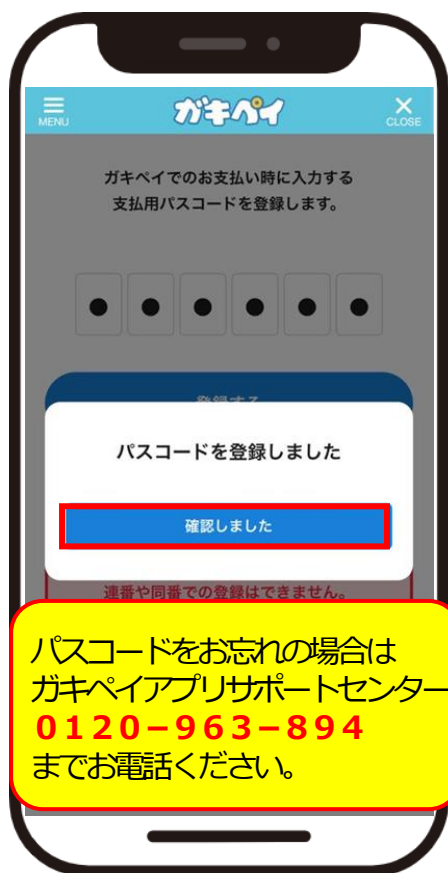 MENU
ガキペイ
CLOSE
ガキペイでのお支払い時に入力する
支払用パスコードを登録します。
登録する
パスコードを登録しました
確認しました
連番や同番での登録はできません。
パスコードをお忘れの場合は
ガキペイアプリサポートセンター
0120-963-894
までお電話ください。